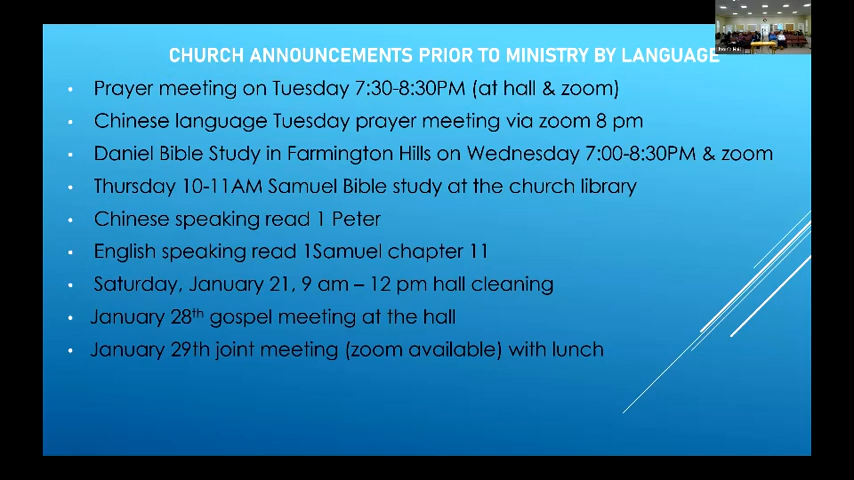 CHURCH ANNOUNCEMENTS PRIOR TO MINISTRY BY LANGUAGE
• Prayer meeting on Tuesday 7:30-8:30PM (at hall & zoom)
• Chinese language Tuesday prayer meeting via zoom 8 pm
• Daniel Bible Study in Farmington Hills on Wednesday 7:00-8:30PM & zoom
• Thursday 10-11AM Samuel Bible study at the church library
• Chinese speaking read 1 Peter
• English speaking read 1Samuel chapter 11
• Saturday, January 21, 9 am – 12 pm hall cleaning
• January 28th gospel meeting at the hall
• January 29th joint meeting (zoom available) with lunch